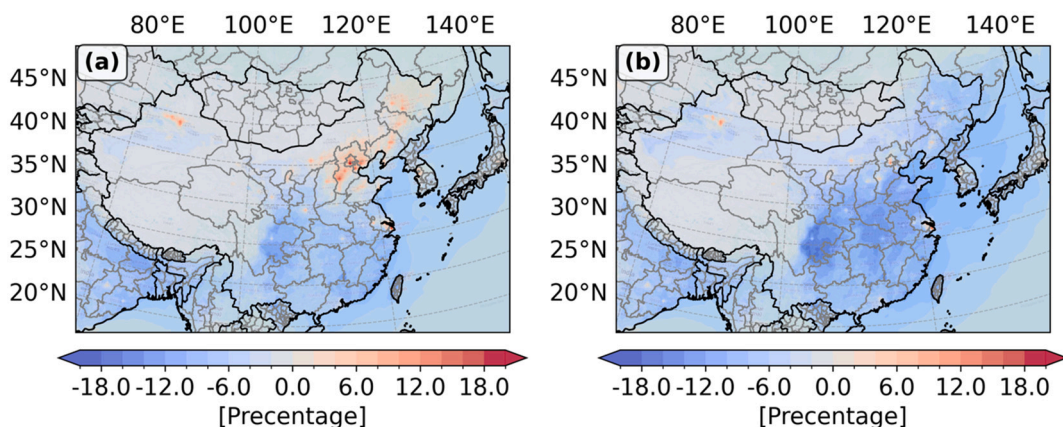 80°E 100°E 120°E 140°E 80°E 100°E 120°E 140°E
(a) (b)
45°N 45°N
40°N 40°N
35°N 35°N
30°N 30°N
25°N 25°N
20°N 20°N
-18.0 -12.0 -6.0 0.0 6.0 12.0 18.0 -18.0 -12.0 -6.0 0.0 6.0 12.0 18.0
[Precentage] [Precentage]